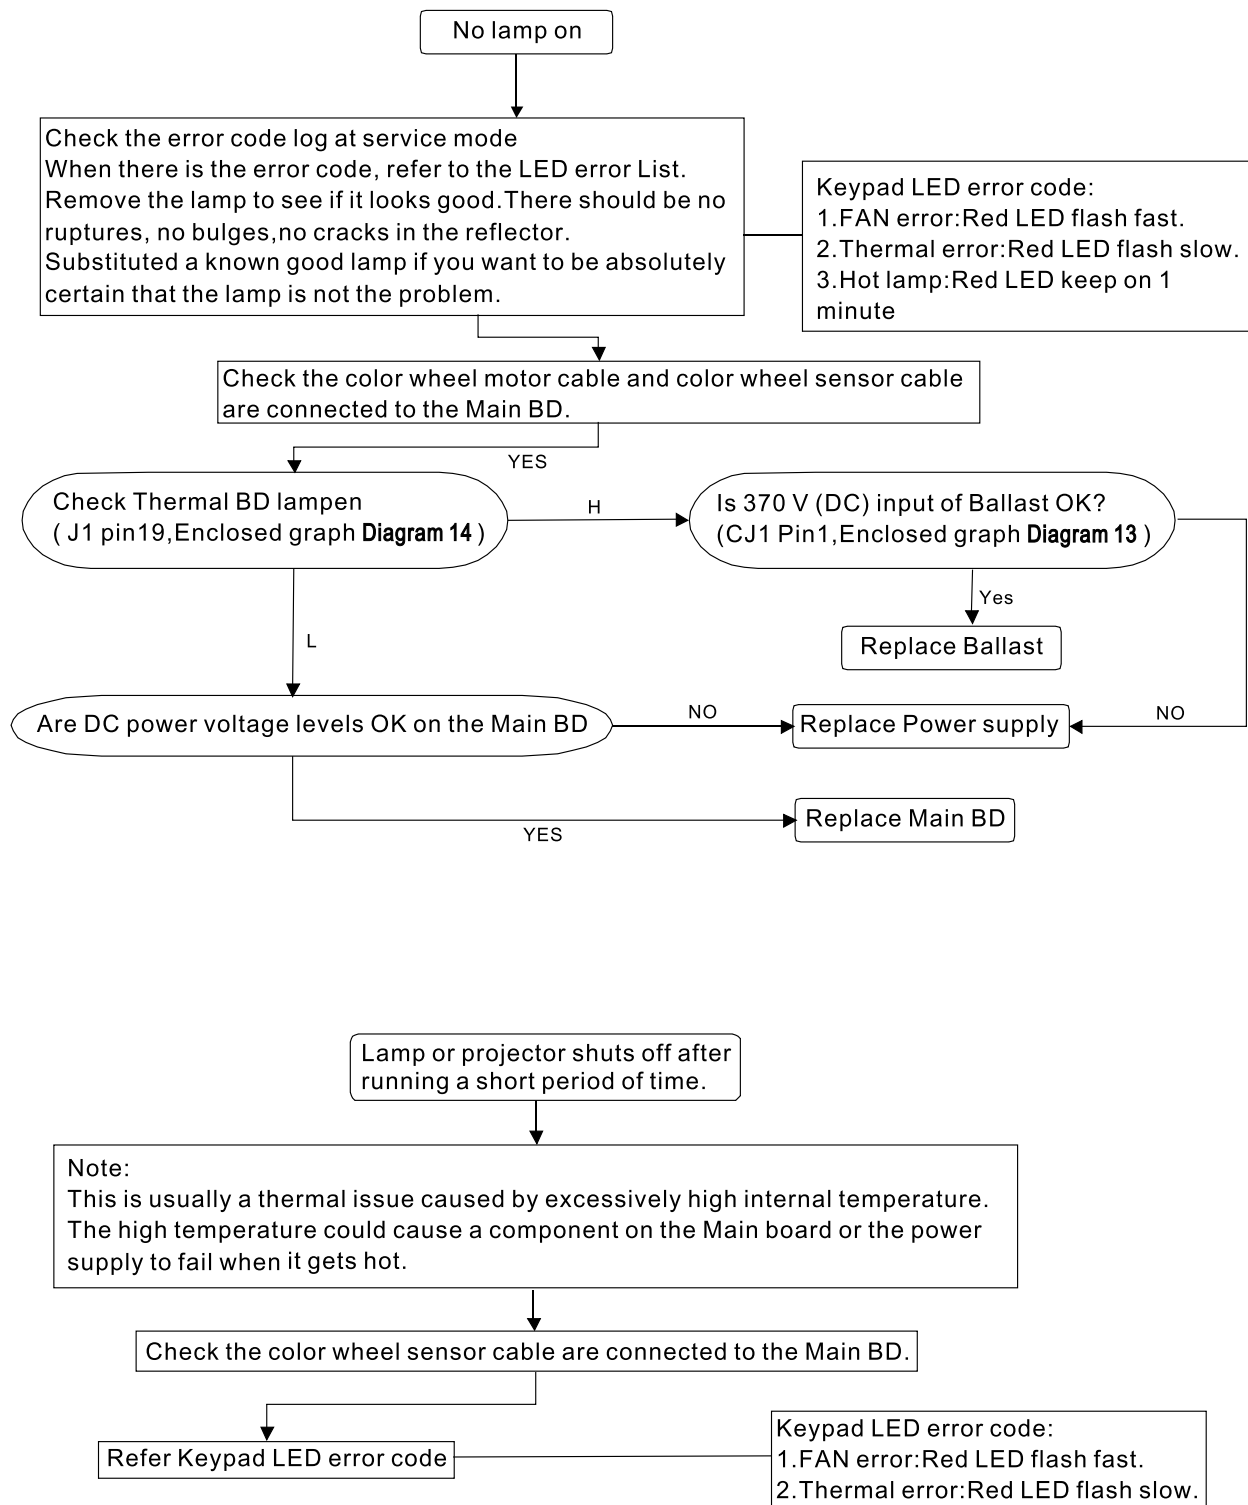 No lamp on
Check the error code log at service mode
When there is the error code, refer to the LED error List.
Remove the lamp to see if it looks good.There should be no
ruptures, no bulges,no cracks in the reflector.
Substituted a known good lamp if you want to be absolutely
certain that the lamp is not the problem.
Keypad LED error code:
1.FAN error:Red LED flash fast.
2.Thermal error:Red LED flash slow.
3.Hot lamp:Red LED keep on 1
minute
Check the color wheel motor cable and color wheel sensor cable
are connected to the Main BD.
YES
Check Thermal BD lampen
( J1 pin19,Enclosed graph Diagram 14 )
H
Is 370 V (DC) input of Ballast OK?
(CJ1 Pin1,Enclosed graph Diagram 13 )
Yes
Replace Ballast
L
Are DC power voltage levels OK on the Main BD
NO
Replace Power supply
NO
YES
Replace Main BD
Lamp or projector shuts off after
running a short period of time.
Note:
This is usually a thermal issue caused by excessively high internal temperature.
The high temperature could cause a component on the Main board or the power
supply to fail when it gets hot.
Check the color wheel sensor cable are connected to the Main BD.
Refer Keypad LED error code
Keypad LED error code:
1.FAN error:Red LED flash fast.
2.Thermal error:Red LED flash slow.